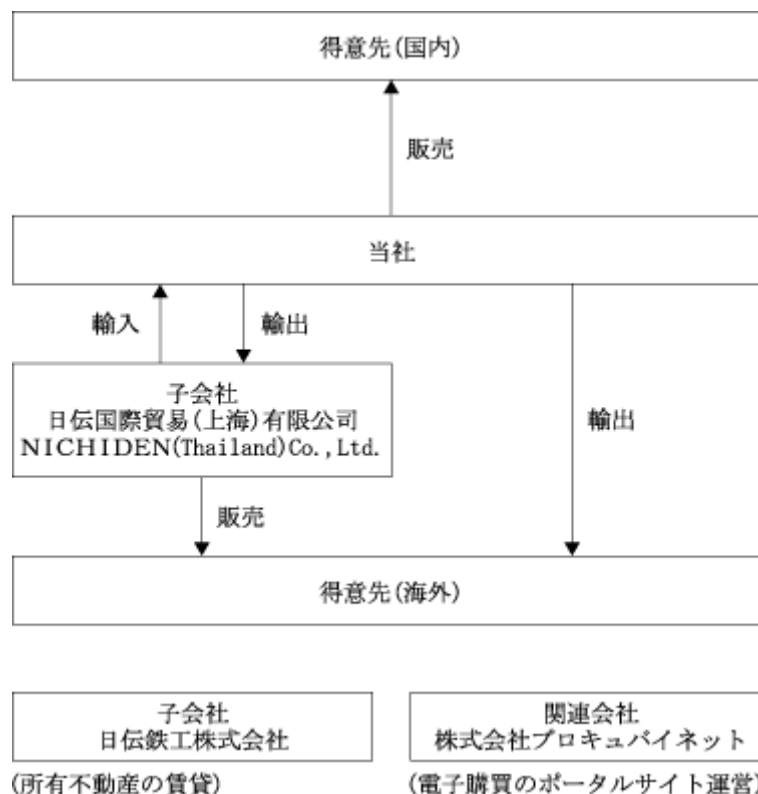 得意先(国内)
販売
当社
輸入
輸出
子会社
日伝国際貿易(上海)有限公司
NICHIDEN(Thailand)Co.,Ltd.
輸出
販売
得意先(海外)
子会社
日伝鉄工株式会社
(所有不動産の賃貸)
関連会社
株式会社プロキュバイネット
(電子購買のポータルサイト運営)